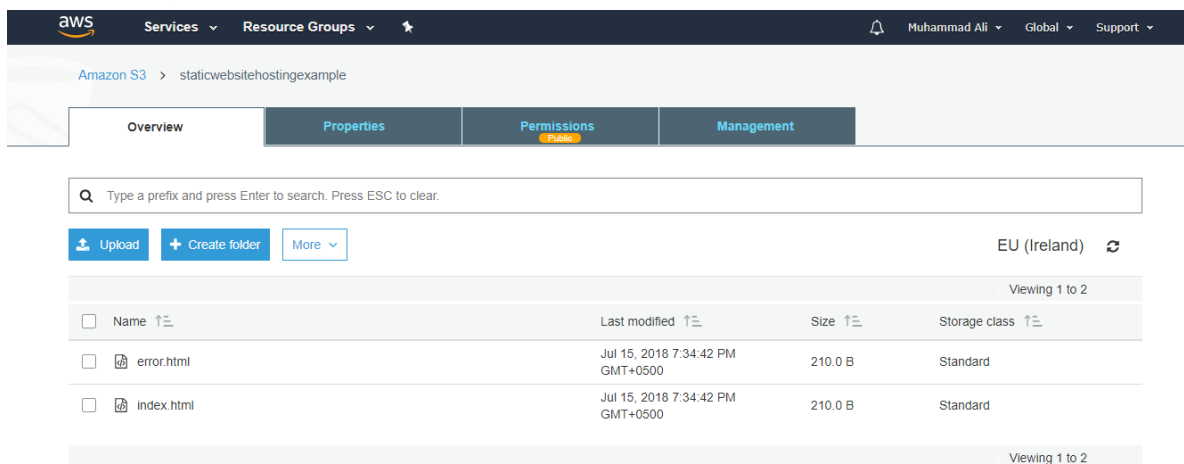 aws Services Resource Groups Muhammad Ali Global Support
Amazon S3 > staticwebsitehostingexample
Overview Properties Permissions Management
Public
Type a prefix and press Enter to search. Press ESC to clear.
Upload + Create folder More EU (Ireland)
Viewing 1 to 2
Name Last modified Size Storage class
error.html Jul 15, 2018 7:34:42 PM GMT+0500 210.0 B Standard
index.html Jul 15, 2018 7:34:42 PM GMT+0500 210.0 B Standard
Viewing 1 to 2